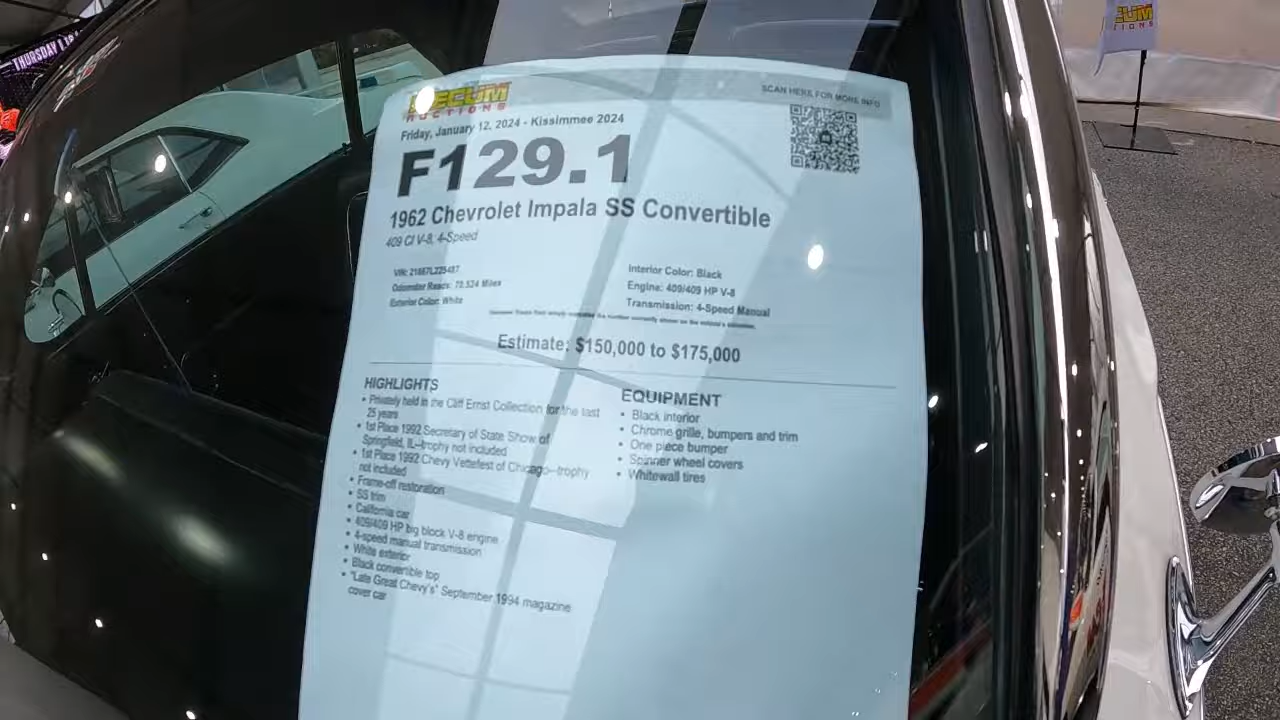 THURSDAY
MECUM
AUCTIONS
SCAN HERE FOR MORE INFO
Friday, January 12, 2024 - Kissimmee 2024
F129.1
1962 Chevrolet Impala SS Convertible
409 CI V-8, 4-Speed
VIN: 21867L225487
Odometer Reads: 78,534 Miles
Exterior Color: White
Interior Color: Black
Engine: 409/409 HP V-8
Transmission: 4-Speed Manual
Estimate: $150,000 to $175,000
HIGHLIGHTS
• Privately held in the Cliff Ernst Collection for the last
25 years
• 1st Place 1992 Secretary of State Show of
Springfield, IL–trophy not included
• 1st Place 1992 Chevy Vettefest of Chicago–trophy
not included
• Frame-off restoration
• SS trim
• California car
• 409/409 HP big block V-8 engine
• 4-speed manual transmission
• White exterior
• Black convertible top
• "Late Great Chevy's" September 1994 magazine
cover car
EQUIPMENT
• Black interior
• Chrome grille, bumpers and trim
• One piece bumper
• Spinner wheel covers
• Whitewall tires